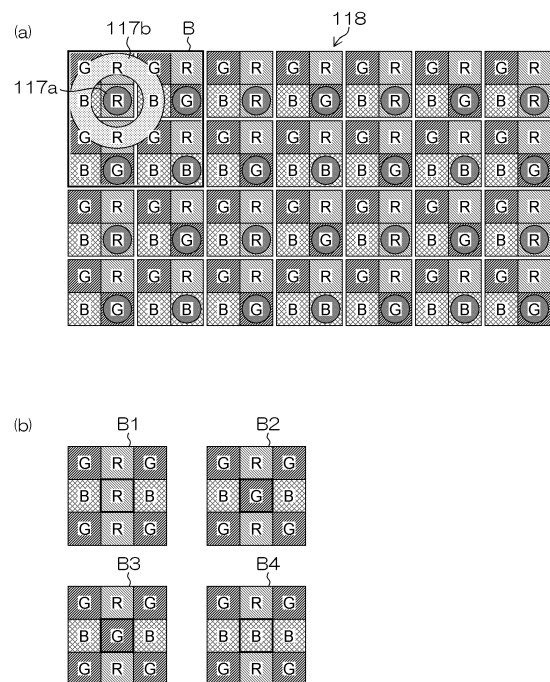 (a)
117b B 118
117a
G R G R G R G R G R G R G R
B R B G B R B G B R B G B R
G R G R G R G R G R G R G R
B G B B B G B B B G B B B G
G R G R G R G R G R G R G R
B R B G B R B G B R B G B R
G R G R G R G R G R G R G R
B G B B B G B B B G B B B G
(b)
B1 B2
G R G G R G
B R B B G B
G R G G R G
B3 B4
G R G G R G
B G B B B B
G R G G R G